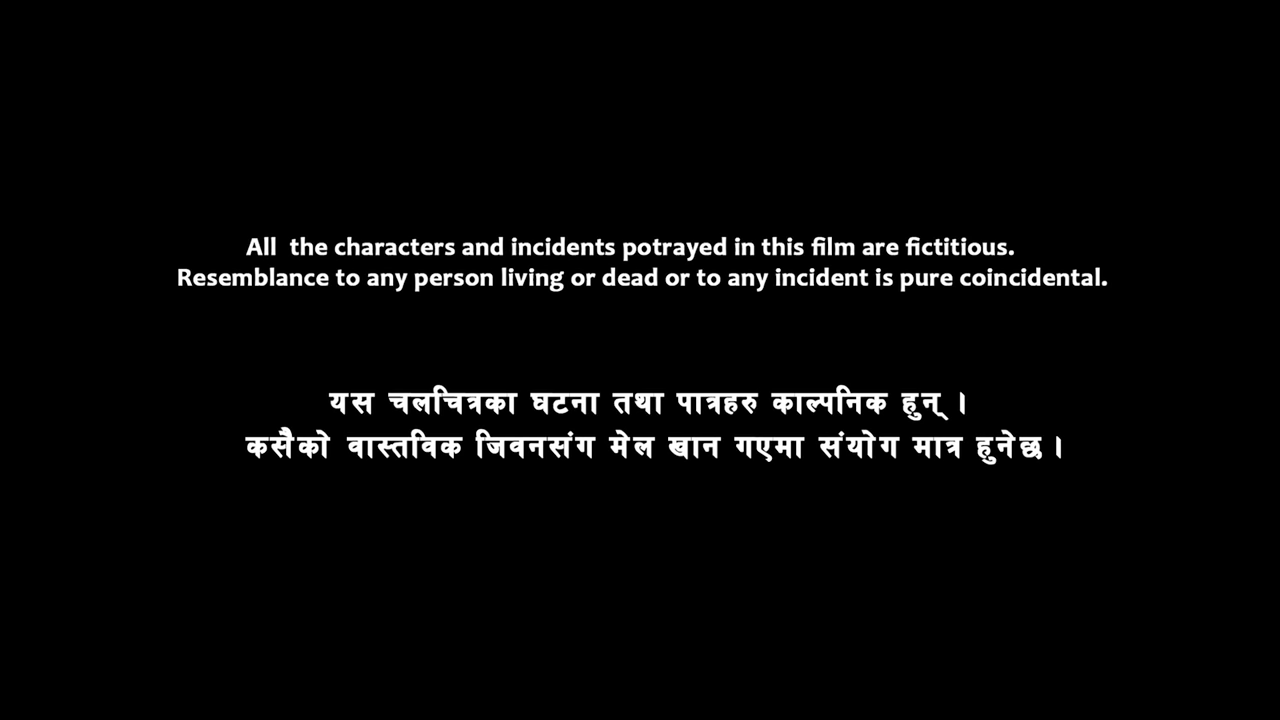 All the characters and incidents potrayed in this film are fictitious.
Resemblance to any person living or dead or to any incident is pure coincidental.
यस चलचित्रका घटना तथा पात्रहरु काल्पनिक हुन् ।
कसैको वास्तविक जिवनसंग मेल खान गएमा संयोग मात्र हुनेछ ।